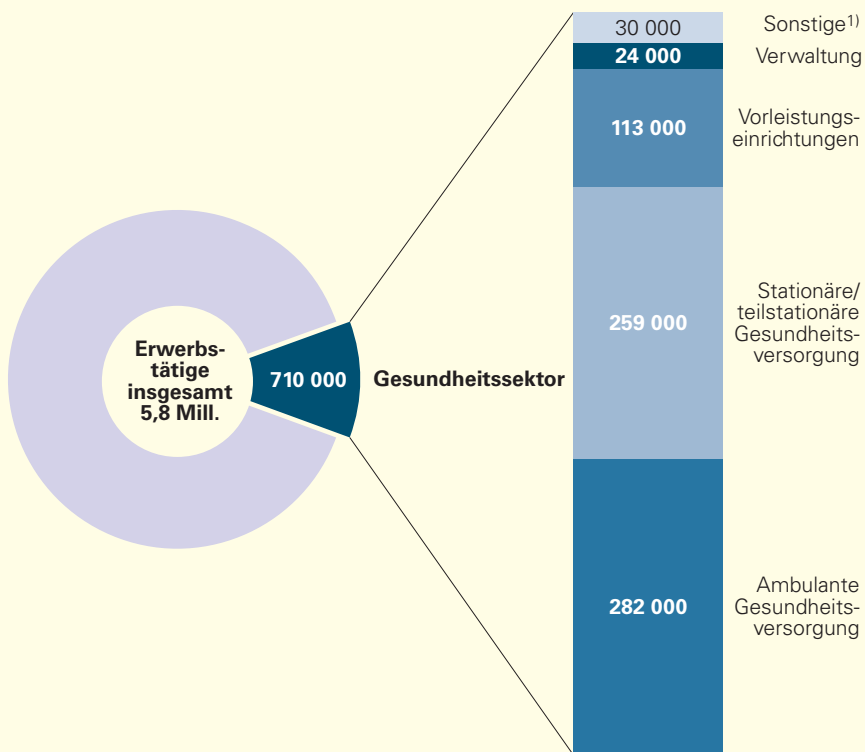 30 000
Sonstige1)
24 000
Verwaltung
113 000
Vorleistungs-
einrichtungen
259 000
Stationäre/
teilstationäre
Gesundheits-
versorgung
Erwerbs-
tätige
insgesamt
5,8 Mill.
710 000
Gesundheitssektor
282 000
Ambulante
Gesundheits-
versorgung